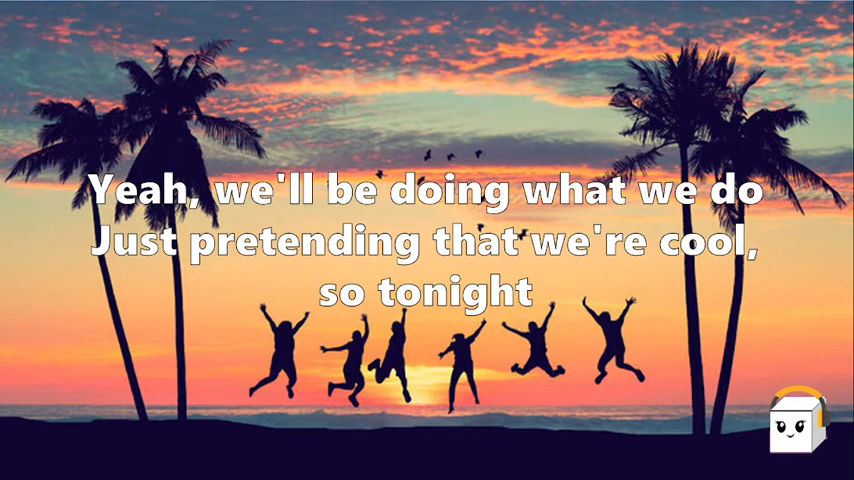 Yeah, we'll be doing what we do
Just pretending that we're cool,
so tonight